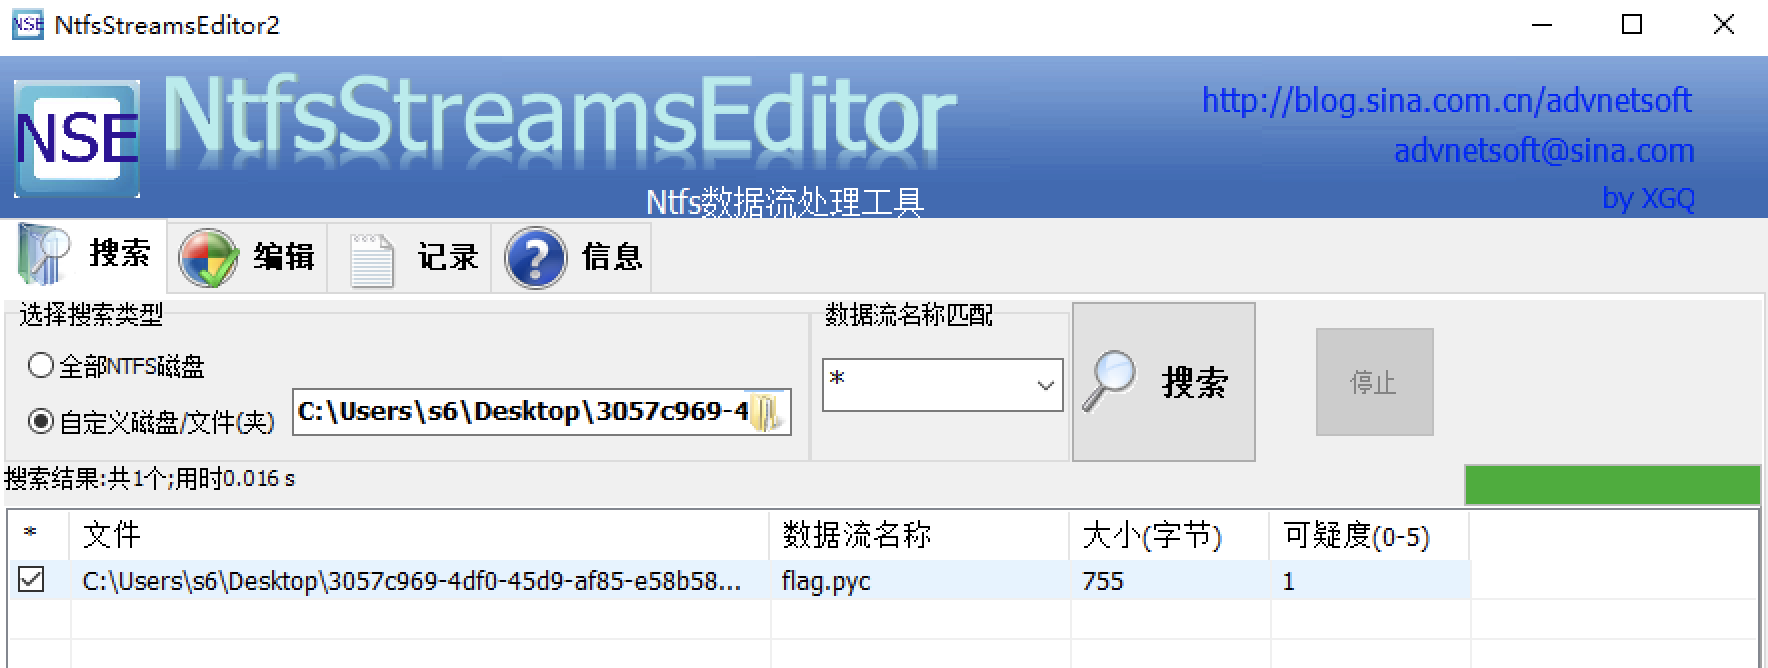 NSE NtfsStreamsEditor2
NSE NtfsStreamsEditor
http://blog.sina.com.cn/advnetsoft
advnetsoft@sina.com
Ntfs数据流处理工具
by XGQ
搜索 编辑 记录 信息
选择搜索类型 数据流名称匹配
全部NTFS磁盘
自定义磁盘/文件(夹) C:\Users\s6\Desktop\3057c969-4 * 搜索 停止
搜索结果:共1个;用时0.016 s
* 文件 数据流名称 大小(字节) 可疑度(0-5)
C:\Users\s6\Desktop\3057c969-4df0-45d9-af85-e58b58... flag.pyc 755 1